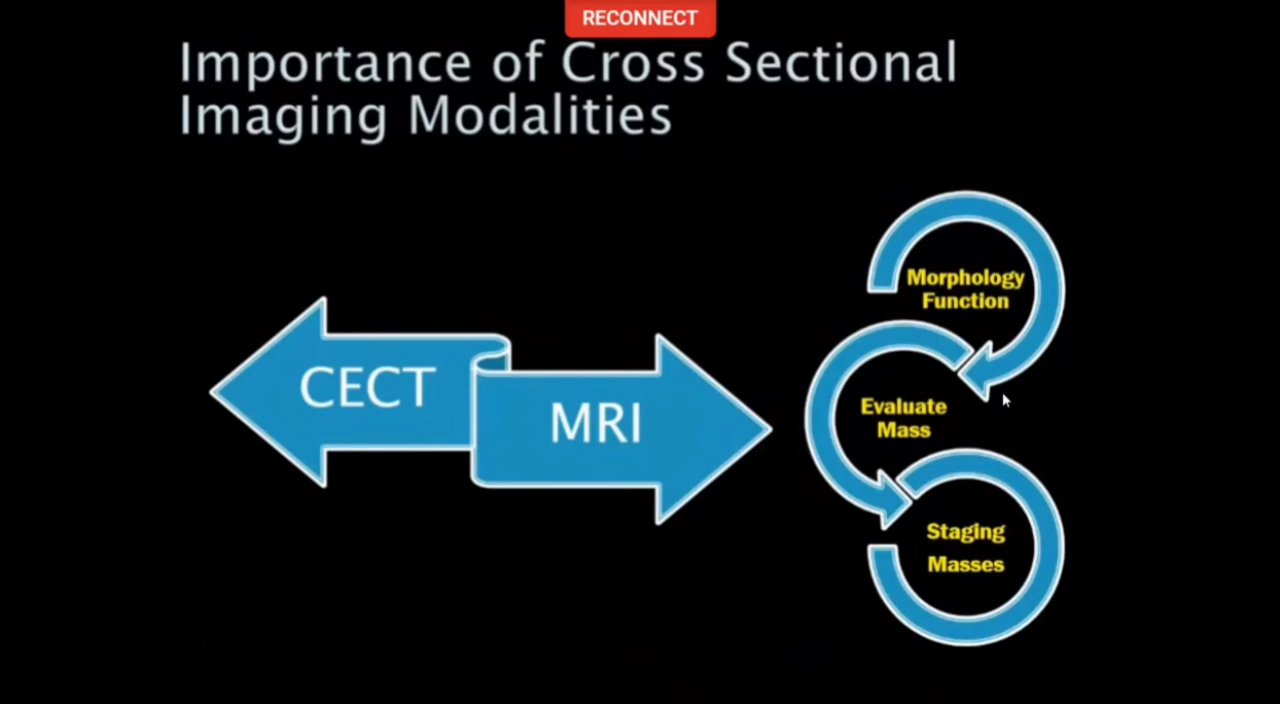 RECONNECT
Importance of Cross Sectional
Imaging Modalities
CECT
MRI
Morphology
Function
Evaluate
Mass
Staging
Masses